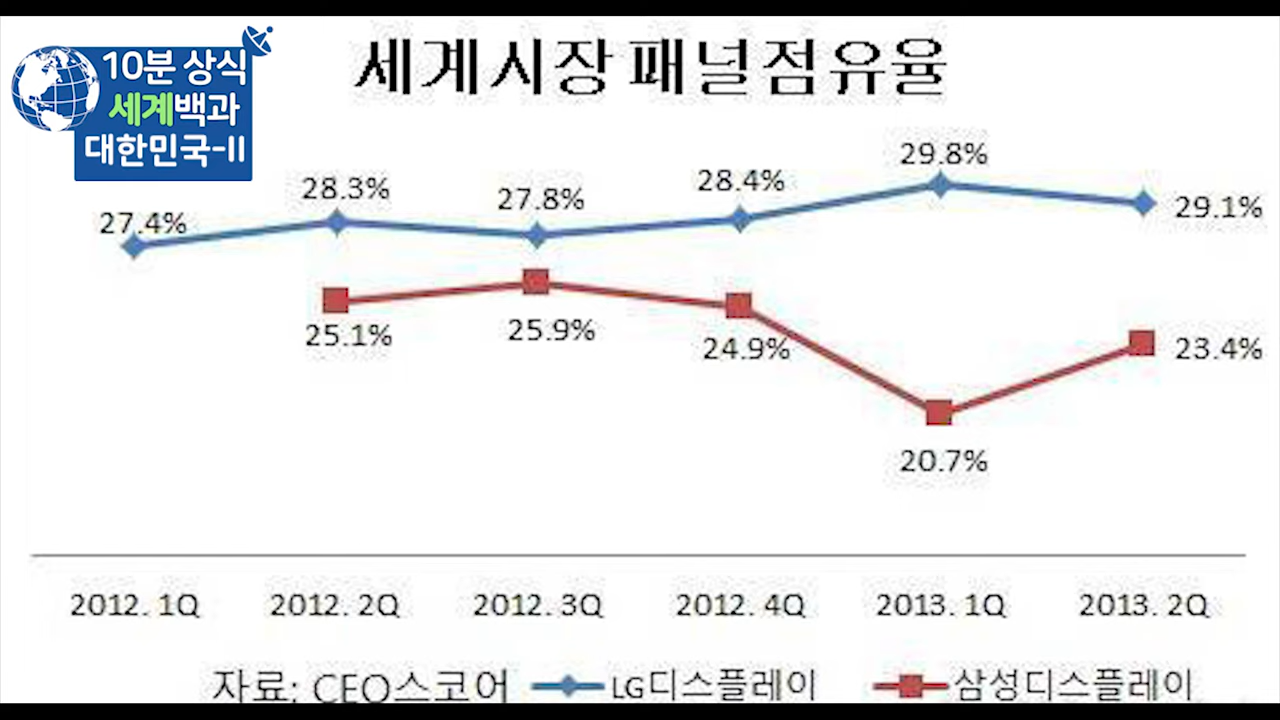 10분 상식
세계백과
대한민국-II
세계시장 패널점유율
27.4%
28.3%
27.8%
28.4%
29.8%
29.1%
25.1%
25.9%
24.9%
20.7%
23.4%
2012. 1Q
2012. 2Q
2012. 3Q
2012. 4Q
2013. 1Q
2013. 2Q
자료: CEO스코어
LG디스플레이
삼성디스플레이